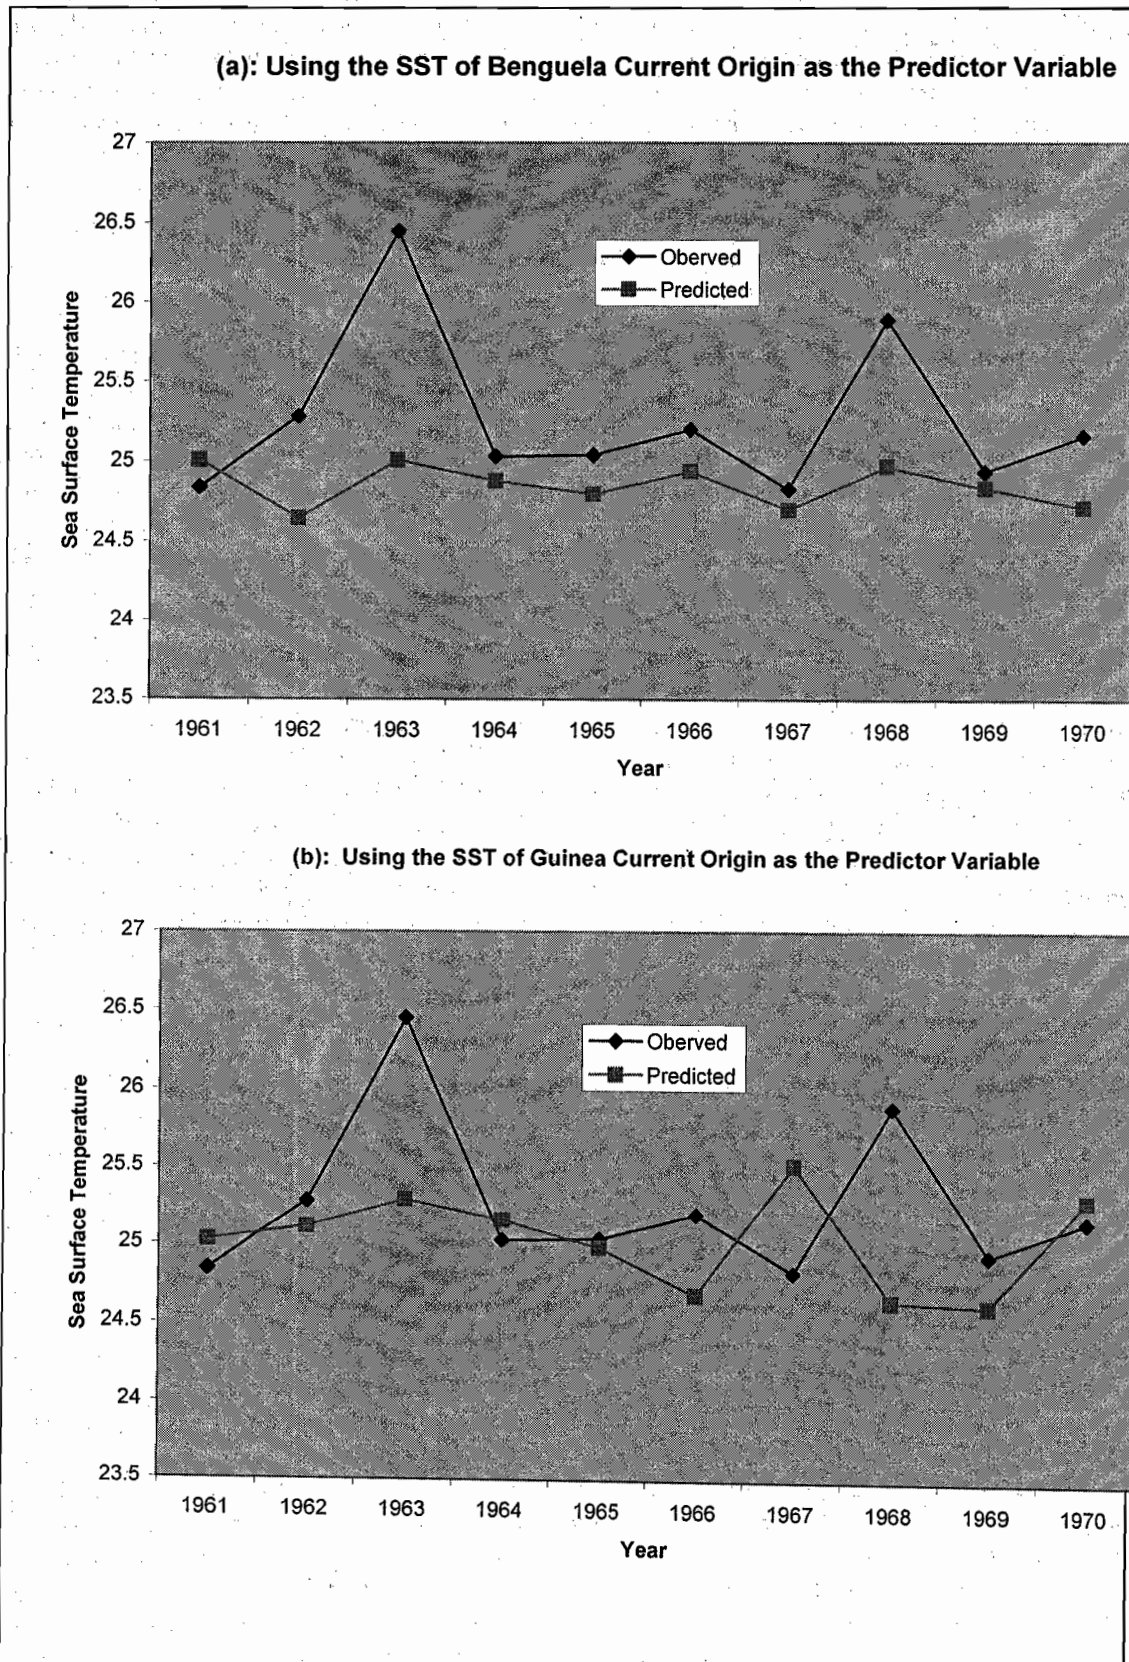 (a): Using the SST of Benguela Current Origin as the Predictor Variable
27
26.5
26
25.5
25
24.5
24
23.5
Sea Surface Temperature
Oberved
Predicted
1961 1962 1963 1964 1965 1966 1967 1968 1969 1970
Year
(b): Using the SST of Guinea Current Origin as the Predictor Variable
27
26.5
26
25.5
25
24.5
24
23.5
Sea Surface Temperature
Oberved
Predicted
1961 1962 1963 1964 1965 1966 1967 1968 1969 1970
Year